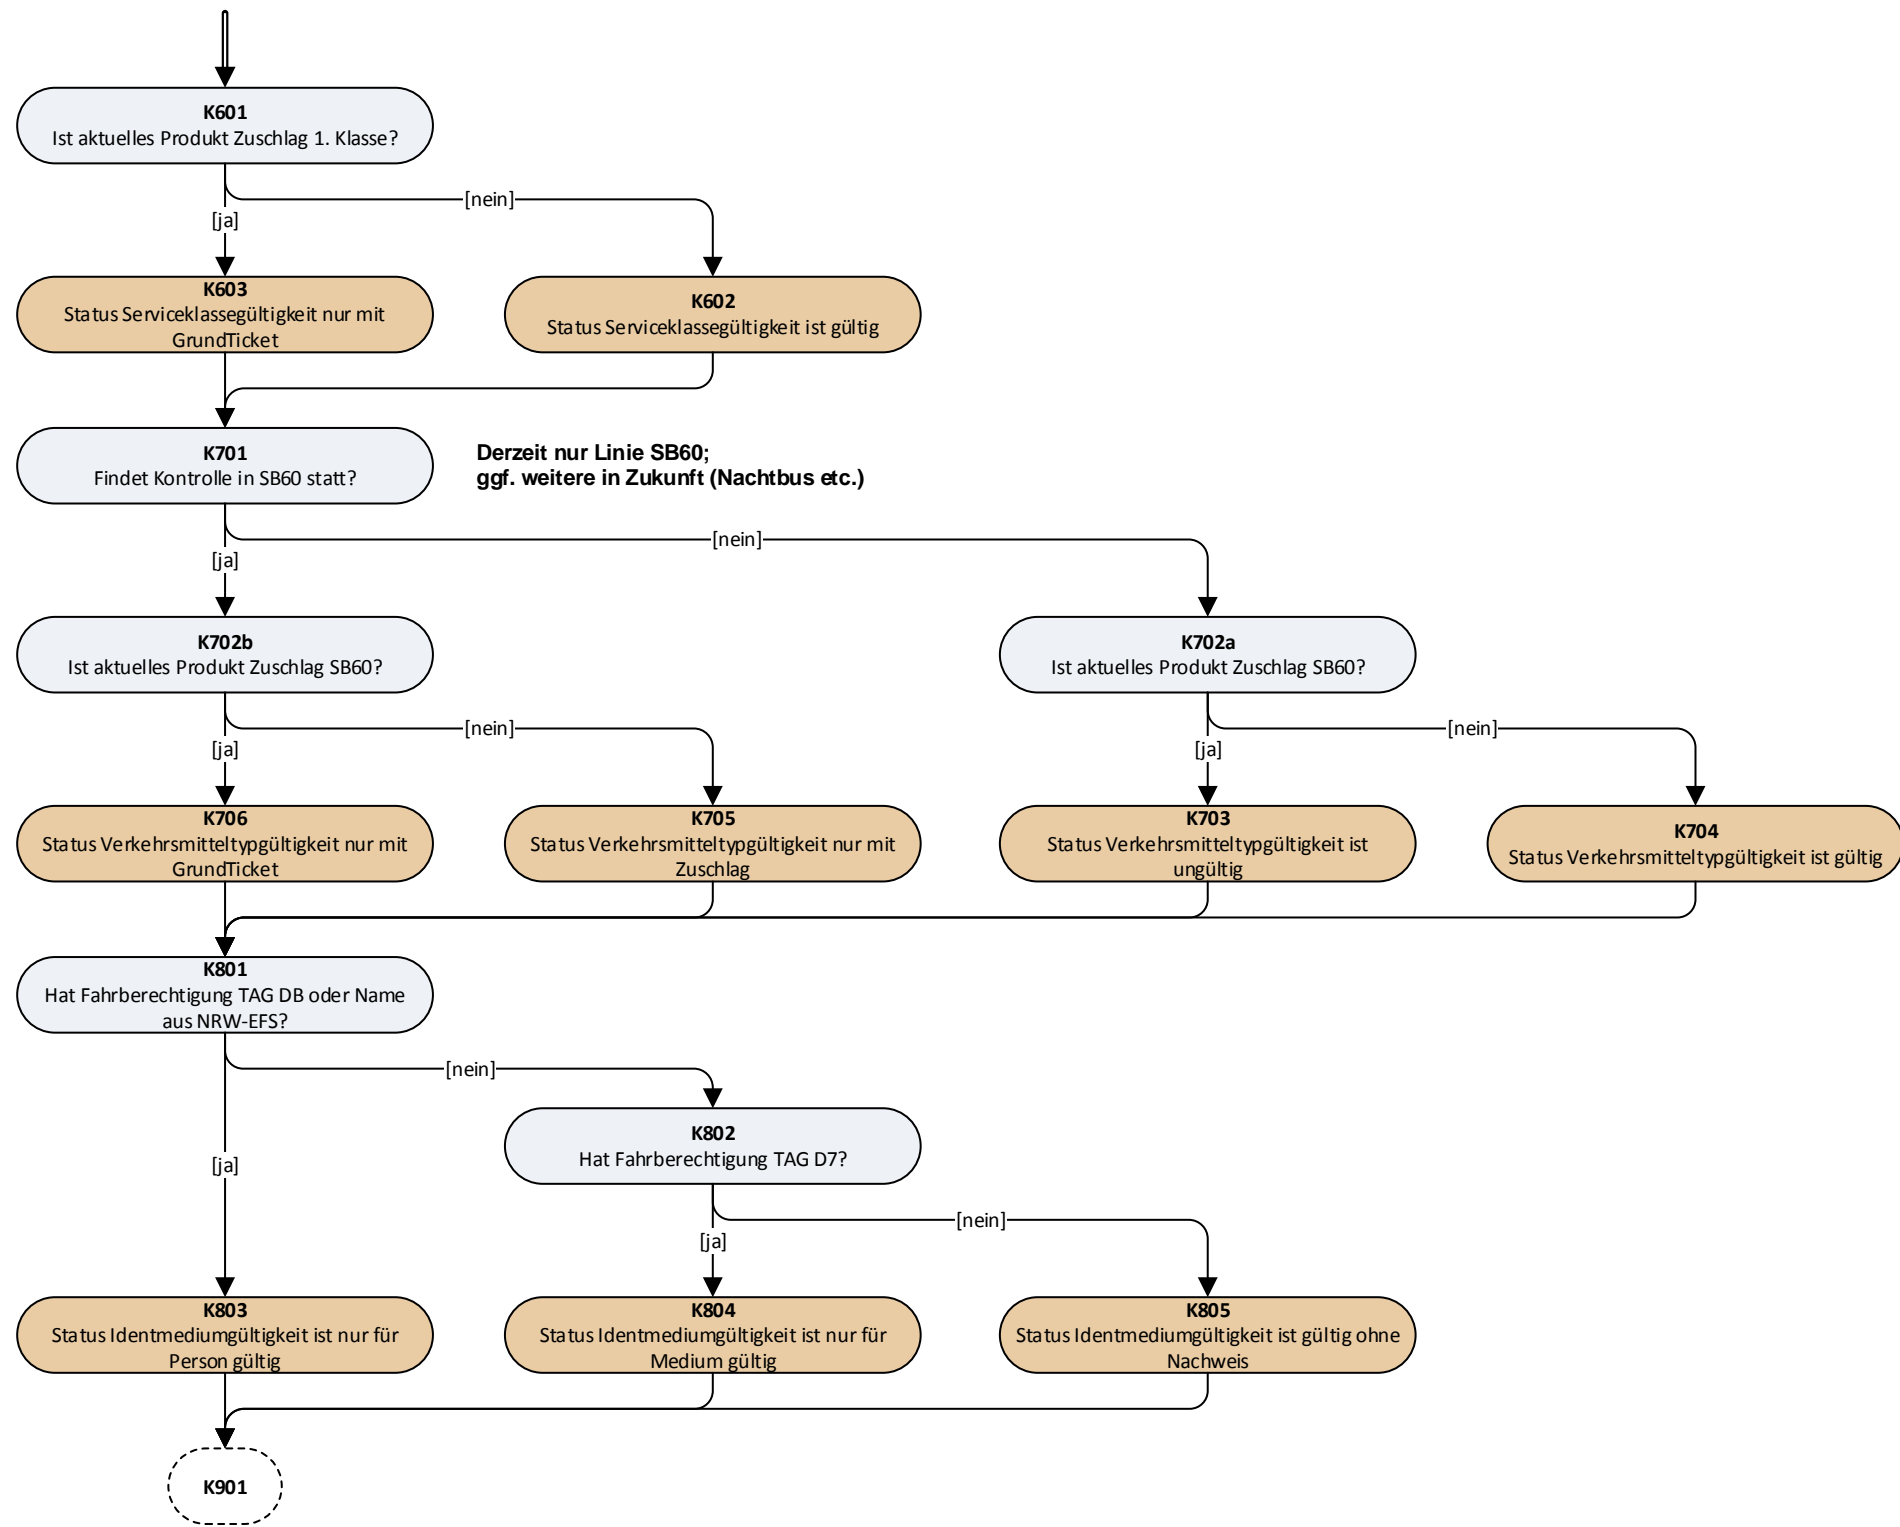 K601
Ist aktuelles Produkt Zuschlag 1. Klasse?
[nein]
[ja]
K603
Status Serviceklassegültigkeit nur mit
GrundTicket
K602
Status Serviceklassegültigkeit ist gültig
K701
Findet Kontrolle in SB60 statt?
Derzeit nur Linie SB60;
ggf. weitere in Zukunft (Nachtbus etc.)
[nein]
[ja]
K702b
Ist aktuelles Produkt Zuschlag SB60?
K702a
Ist aktuelles Produkt Zuschlag SB60?
[nein]
[nein]
[ja]
[ja]
K706
Status Verkehrsmitteltypgültigkeit nur mit
GrundTicket
K705
Status Verkehrsmitteltypgültigkeit nur mit
Zuschlag
K703
Status Verkehrsmitteltypgültigkeit ist
ungültig
K704
Status Verkehrsmitteltypgültigkeit ist gültig
K801
Hat Fahrberechtigung TAG DB oder Name
aus NRW-EFS?
[nein]
K802
Hat Fahrberechtigung TAG D7?
[ja]
[nein]
[ja]
K803
Status Identmediumgültigkeit ist nur für
Person gültig
K804
Status Identmediumgültigkeit ist nur für
Medium gültig
K805
Status Identmediumgültigkeit ist gültig ohne
Nachweis
K901